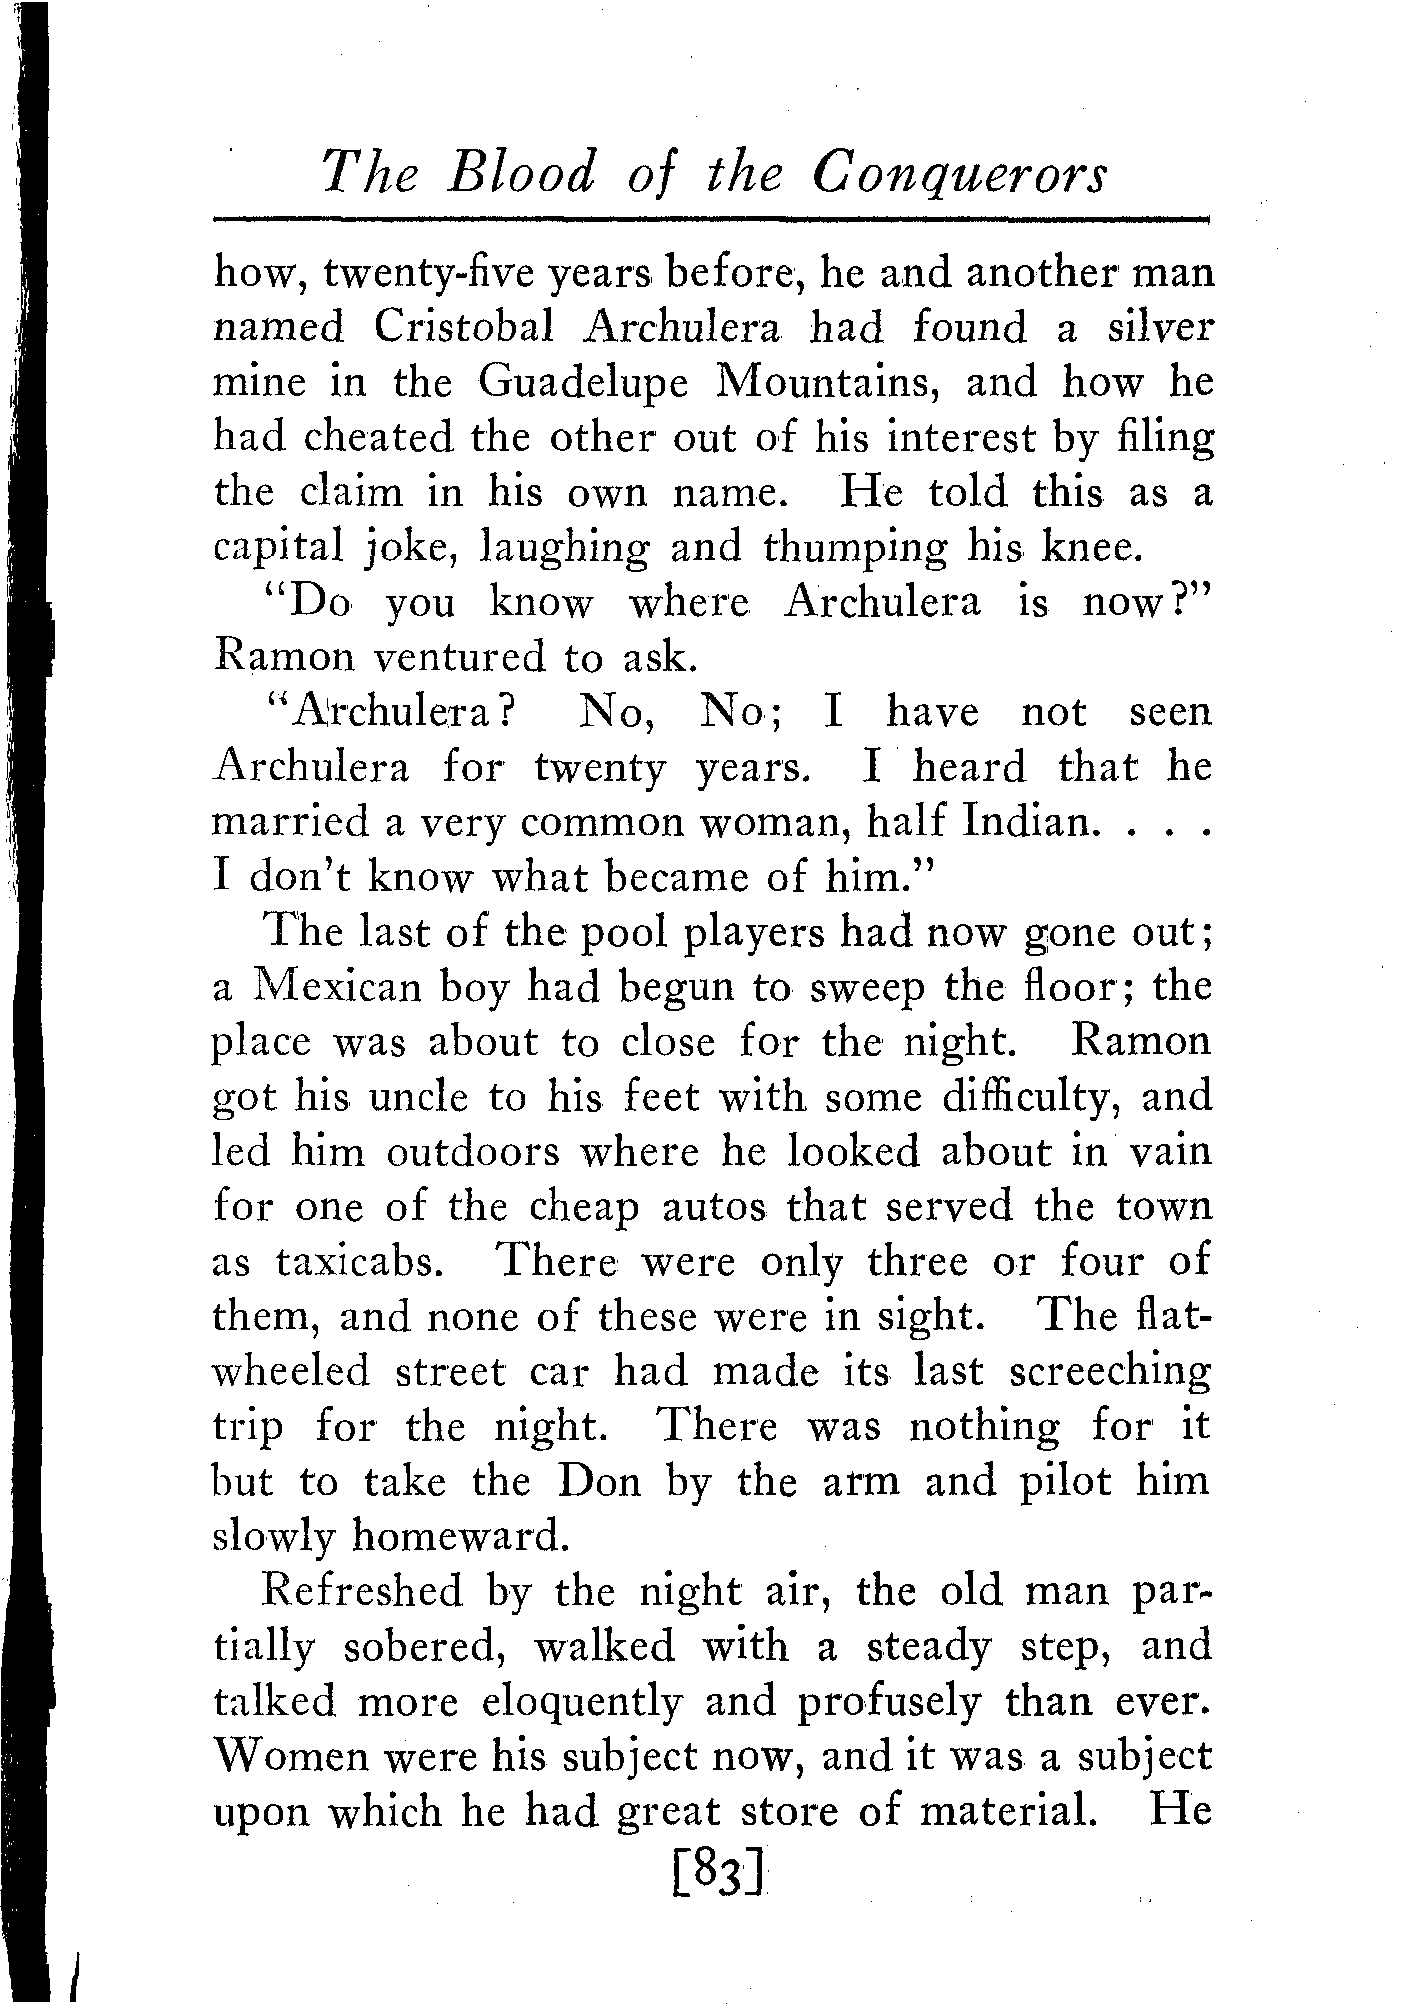 The Blood of the Conquerors
how, twenty-five years before, he and another man
named Cristobal Archulera had found a silver
mine in the Guadelupe Mountains, and how he
had cheated the other out of his interest by filing
the claim in his own name. He told this as a
capital joke, laughing and thumping his knee.
"Do you know where Archulera is now?"
Ramon ventured to ask.
"Archulera? No, No; I have not seen
Archulera for twenty years. I heard that he
married a very common woman, half Indian. . . .
I don't know what became of him."
The last of the pool players had now gone out;
a Mexican boy had begun to sweep the floor; the
place was about to close for the night. Ramon
got his uncle to his feet with some difficulty, and
led him outdoors where he looked about in vain
for one of the cheap autos that served the town
as taxicabs. There were only three or four of
them, and none of these were in sight. The flat-
wheeled street car had made its last screeching
trip for the night. There was nothing for it
but to take the Don by the arm and pilot him
slowly homeward.
Refreshed by the night air, the old man par-
tially sobered, walked with a steady step, and
talked more eloquently and profusely than ever.
Women were his subject now, and it was a subject
upon which he had great store of material. He
[83]